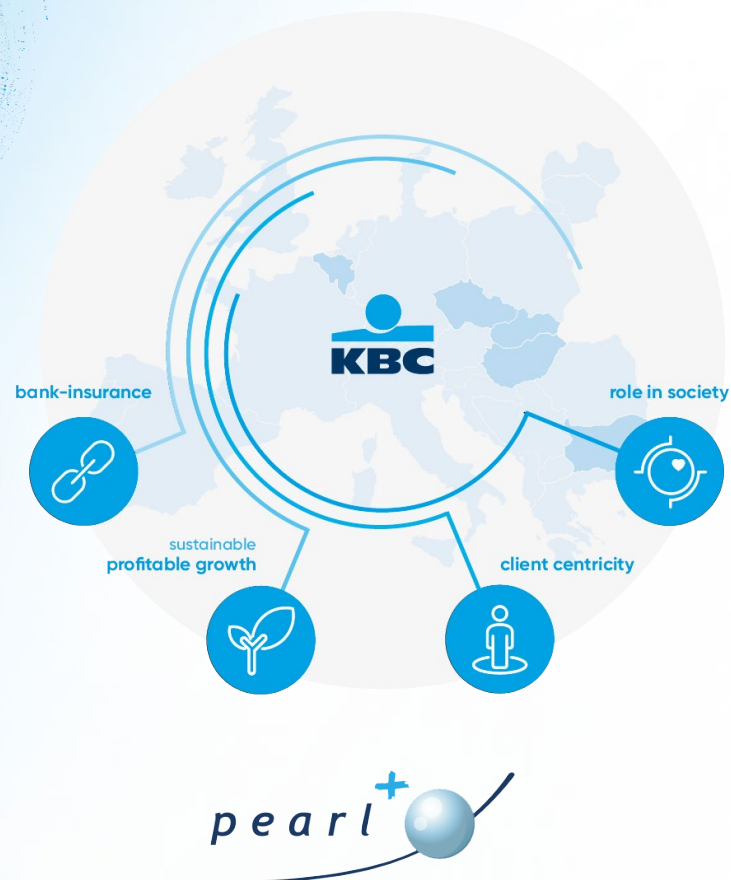 KBC
bank-insurance
role in society
sustainable
profitable growth
client centricity
pearl+